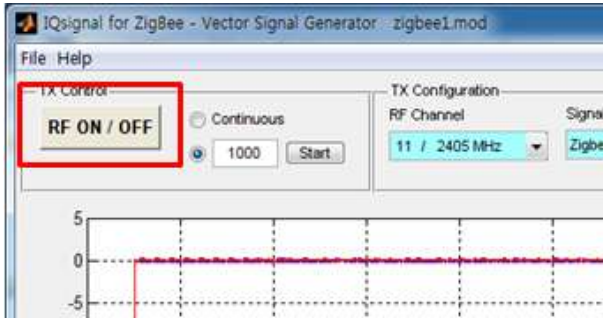 IQsignal for ZigBee - Vector Signal Generator zigbee1.mod
File Help
TX Control
TX Configuration
RF ON / OFF
Continuous
RF Channel
1000
Start
11 / 2405 MHz
5
0
-5